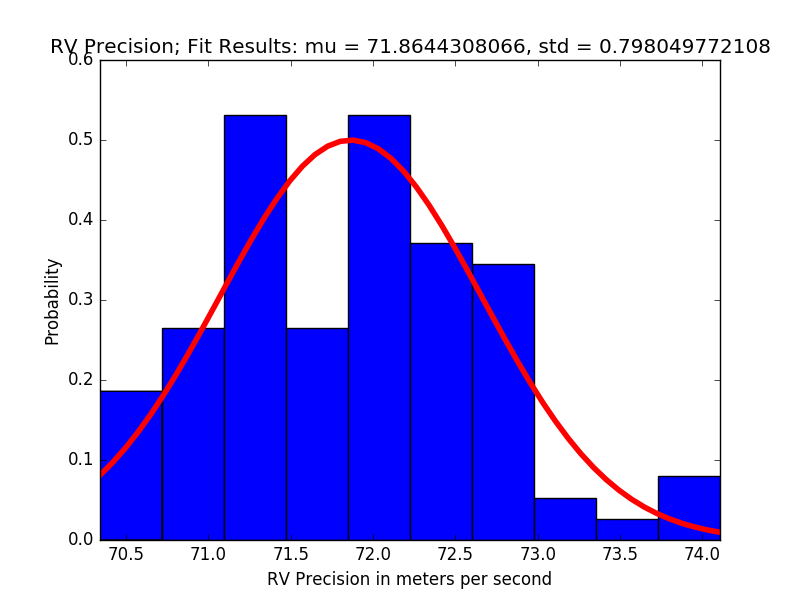 RV Precision; Fit Results: mu = 71.8644308066, std = 0.798049772108
0.6
0.5
0.4
0.3
0.2
0.1
0.0
Probability
70.5 71.0 71.5 72.0 72.5 73.0 73.5 74.0
RV Precision in meters per second